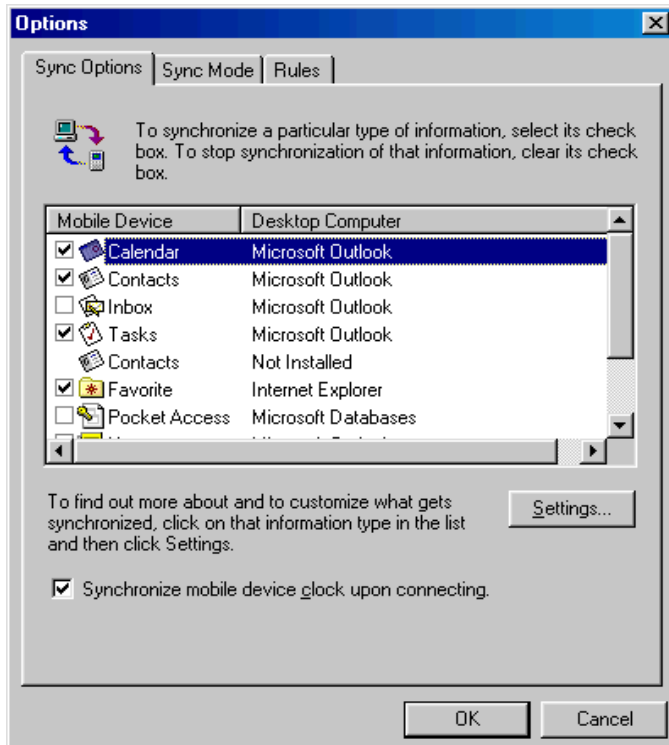 Options
Sync Options Sync Mode Rules
To synchronize a particular type of information, select its check
box. To stop synchronization of that information, clear its check
box.
Mobile Device Desktop Computer
Calendar Microsoft Outlook
Contacts Microsoft Outlook
Inbox Microsoft Outlook
Tasks Microsoft Outlook
Contacts Not Installed
Favorite Internet Explorer
Pocket Access Microsoft Databases
To find out more about and to customize what gets
synchronized, click on that information type in the list
and then click Settings.
Settings...
Synchronize mobile device clock upon connecting.
OK Cancel